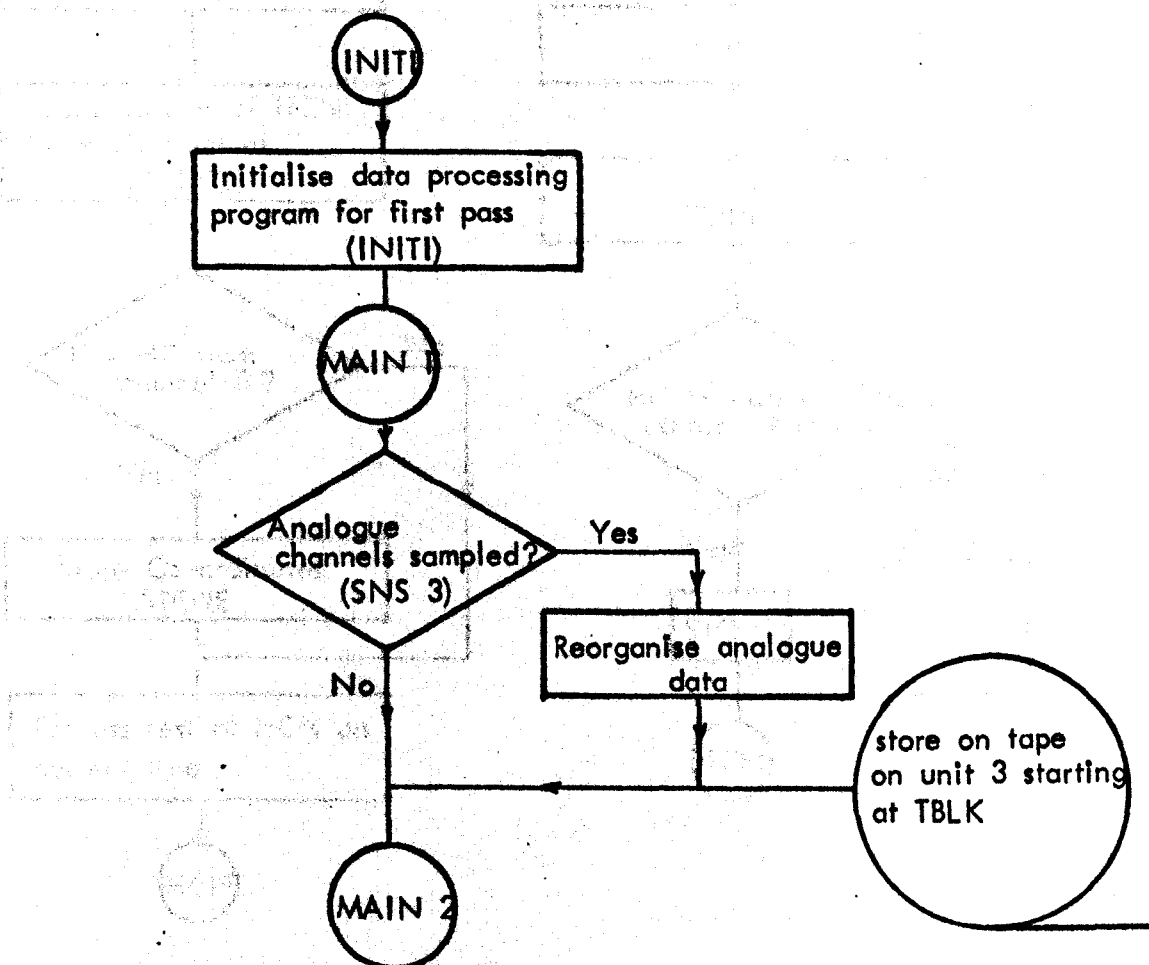 INITI
Initialise data processing
program for first pass
(INITI)
MAIN 1
Analogue
channels sampled?
(SNS 3)
Yes
No
Reorganise analogue
data
store on tape
on unit 3 starting
at TBLK
MAIN 2